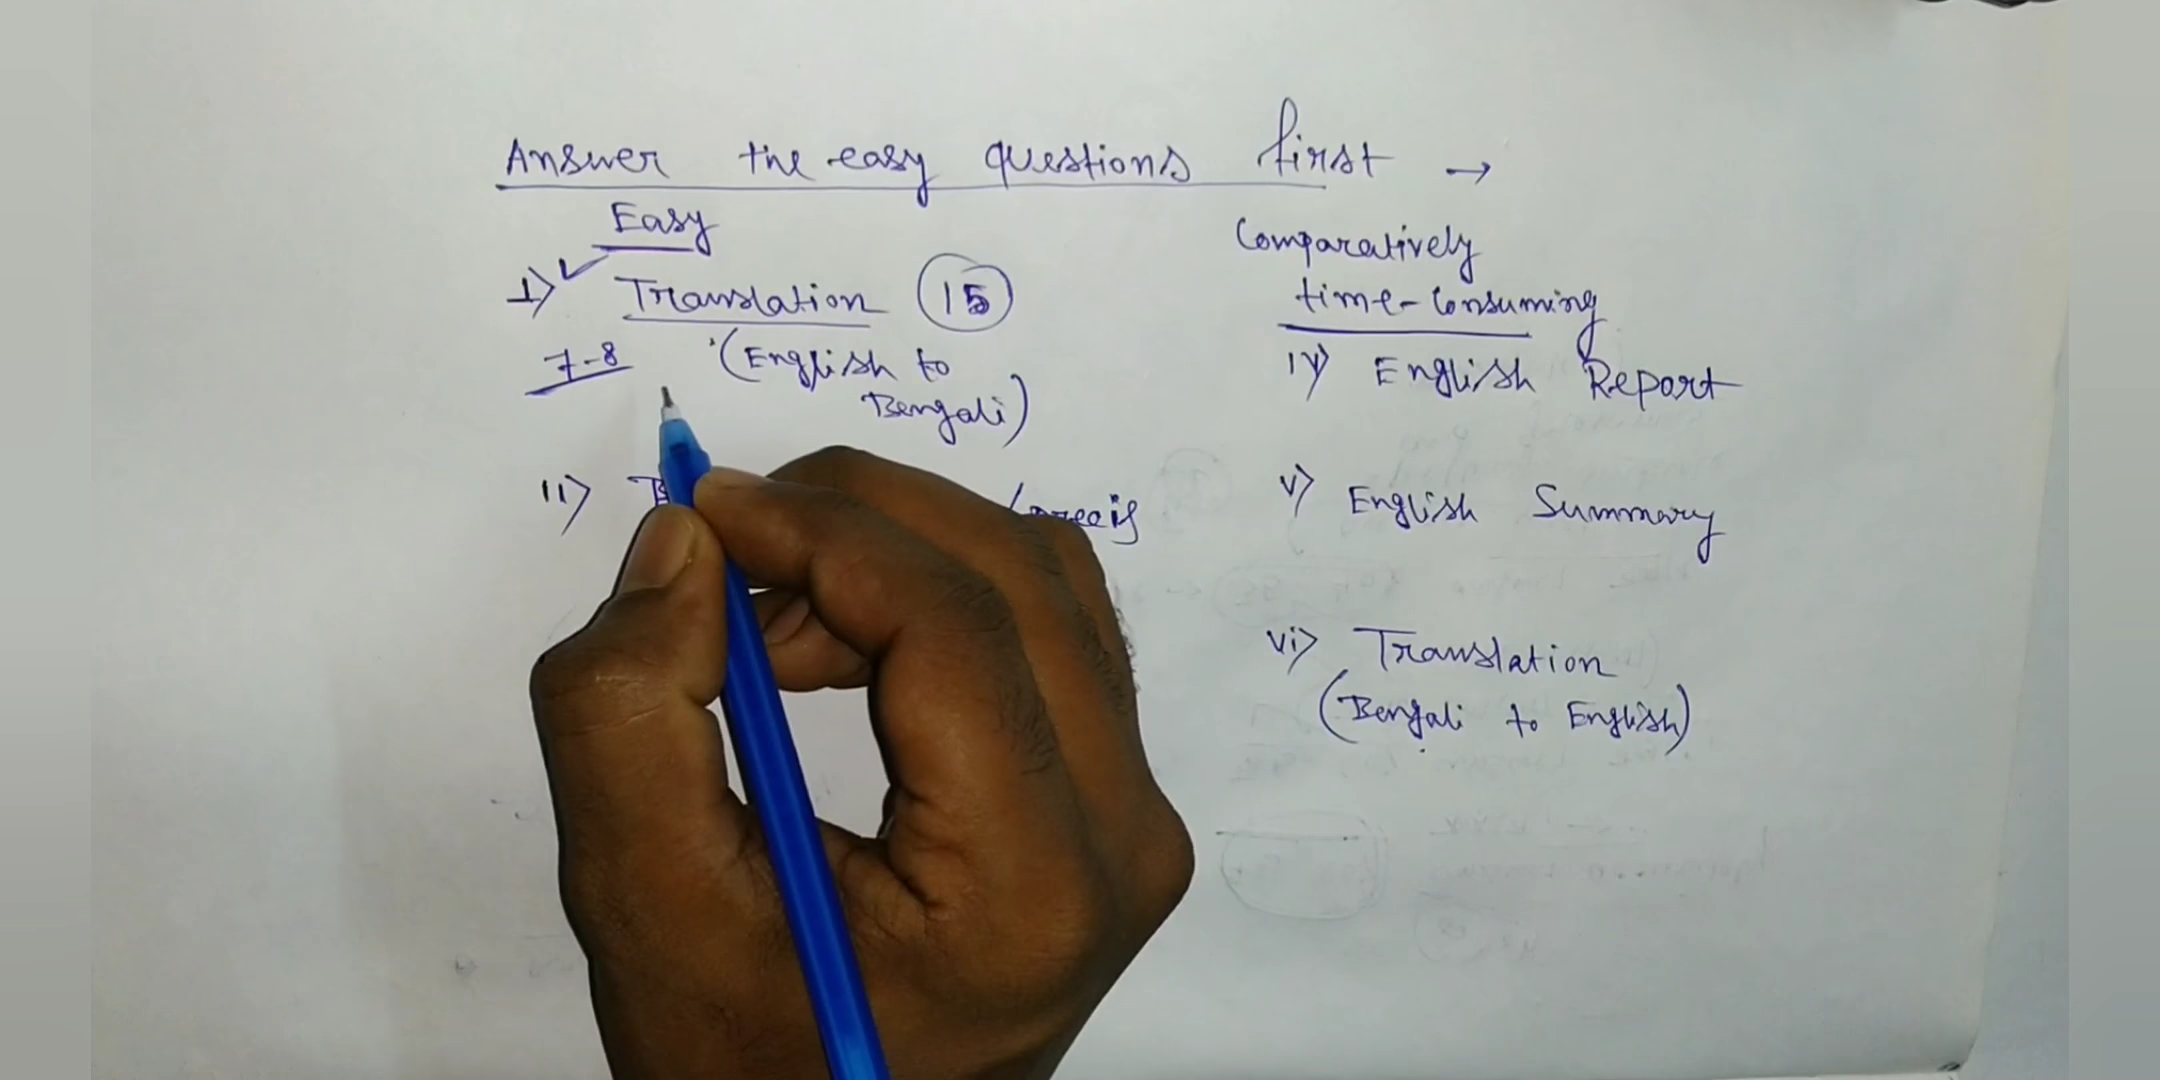 Answer the easy questions first →
Easy
I) ✓ Translation 15
7-8 (English to
Bengali)
II) /precis
Comparatively
time-consuming
IV) English Report
V) English Summary
VI) Translation
(Bengali to English)